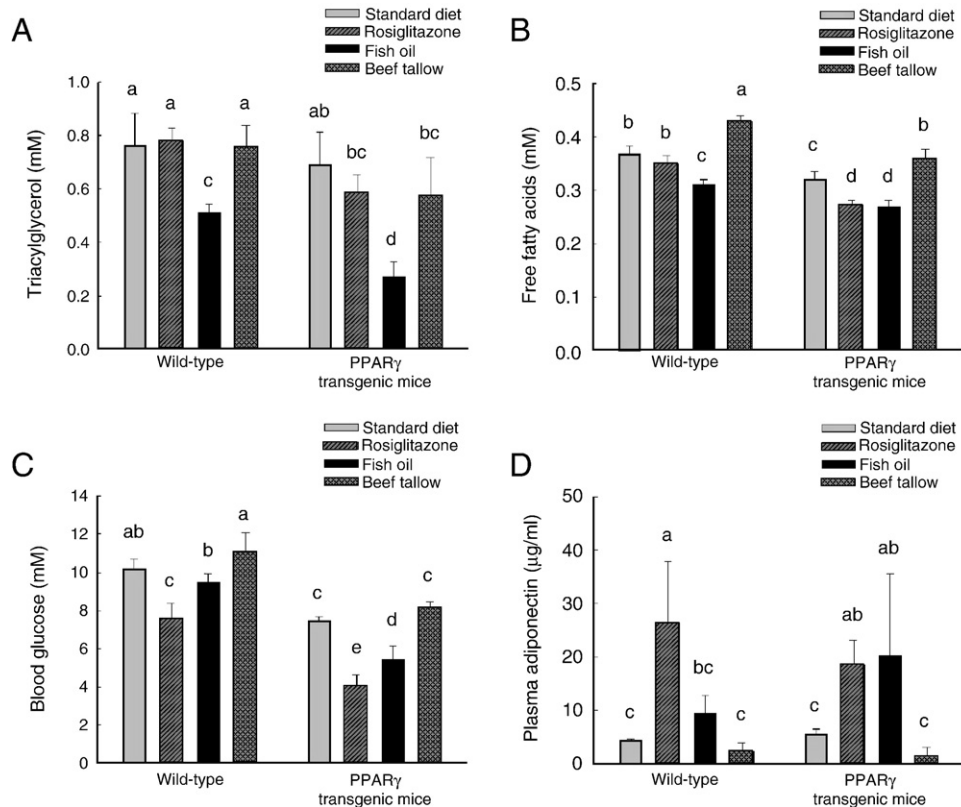 A
Standard diet
Rosiglitazone
Fish oil
Beef tallow
Triacylglycerol (mM)
1.0
0.8
0.6
0.4
0.2
0.0
a
a
c
a
ab
bc
d
bc
Wild-type
PPARγ
transgenic mice
B
Standard diet
Rosiglitazone
Fish oil
Beef tallow
Free fatty acids (mM)
0.5
0.4
0.3
0.2
0.1
0.0
b
b
c
a
c
d
d
b
Wild-type
PPARγ
transgenic mice
C
Standard diet
Rosiglitazone
Fish oil
Beef tallow
Blood glucose (mM)
14
12
10
8
6
4
2
0
ab
c
b
a
c
e
d
c
Wild-type
PPARγ
transgenic mice
D
Standard diet
Rosiglitazone
Fish oil
Beef tallow
Plasma adiponectin (µg/ml)
50
40
30
20
10
0
c
a
bc
c
c
ab
ab
c
Wild-type
PPARγ
transgenic mice